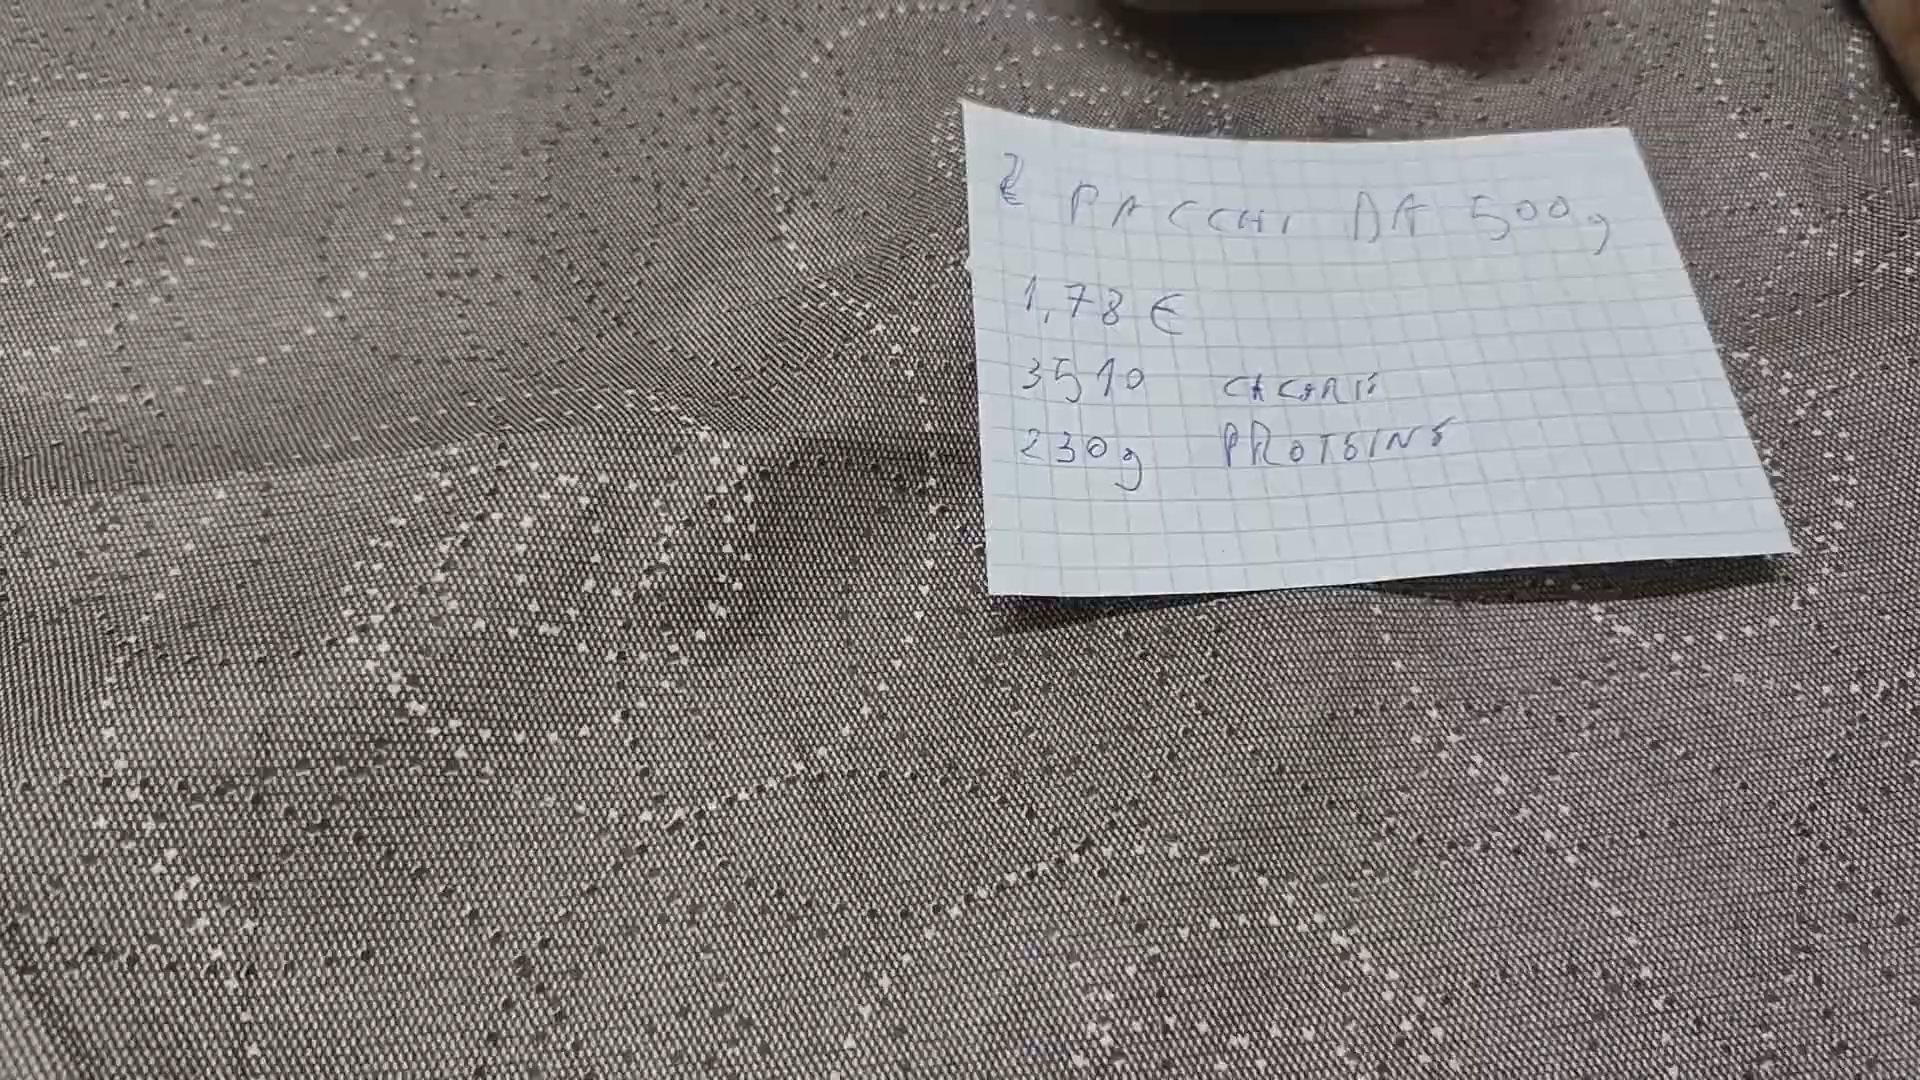 2 PACCHI DA 500g
1,78 €
3510 CALORIE
230g PROTEINE